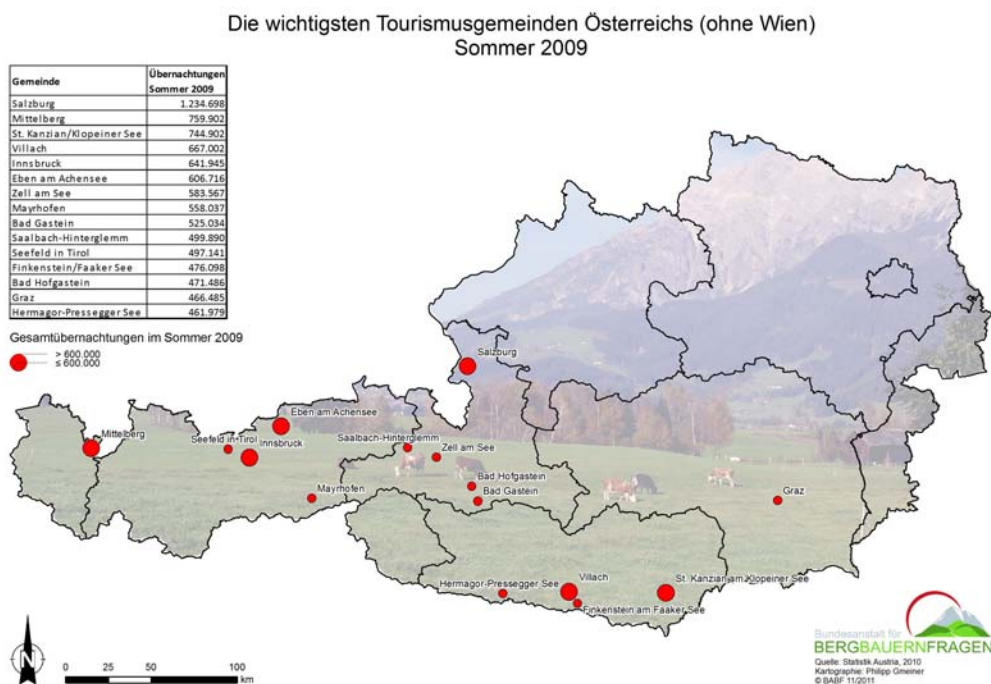 Die wichtigsten Tourismusgemeinden Österreichs (ohne Wien)
Sommer 2009
Gemeinde Übernachtungen Sommer 2009
Salzburg 1.234.698
Mittelberg 759.902
St. Kanzian/Klopeiner See 744.902
Villach 667.002
Innsbruck 641.945
Eben am Achensee 606.716
Zell am See 583.567
Mayrhofen 558.037
Bad Gastein 525.034
Saalbach-Hinterglemm 499.890
Seefeld in Tirol 497.141
Finkenstein/Faaker See 476.098
Bad Hofgastein 471.486
Graz 466.485
Hermagor-Pressegger See 461.979
Gesamtübernachtungen im Sommer 2009
> 600.000
≤ 600.000
Salzburg
Eben am Achensee
Mittelberg
Seefeld in Tirol
Innsbruck
Saalbach-Hinterglemm
Zell am See
Bad Hofgastein
Mayrhofen
Bad Gastein
Graz
Hermagor-Pressegger See
Villach
St. Kanzian am Klopeiner See
Finkenstein am Faaker See
N
0 25 50 100
km
Bundesanstalt für
BERGBAUERNFRAGEN
Quelle: Statistik Austria, 2010
Kartographie: Philipp Gmeiner
© BABF 11/2011